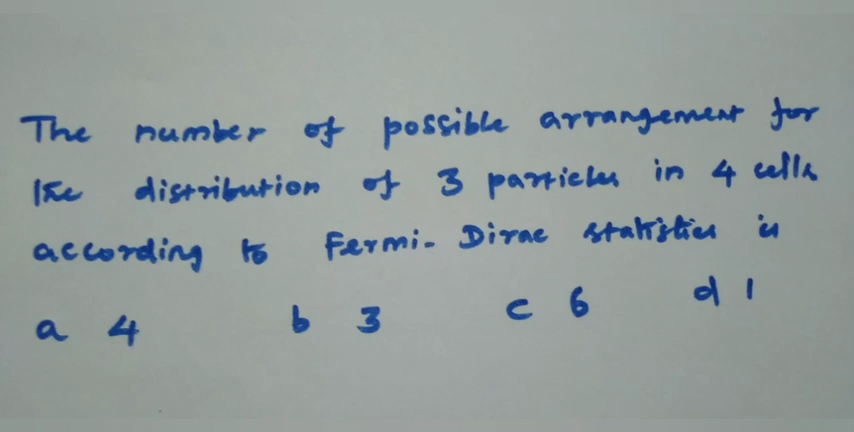 The number of possible arrangement for
the distribution of 3 particles in 4 cells
according to Fermi- Dirac statistics is
a 4 b 3 c 6 d 1